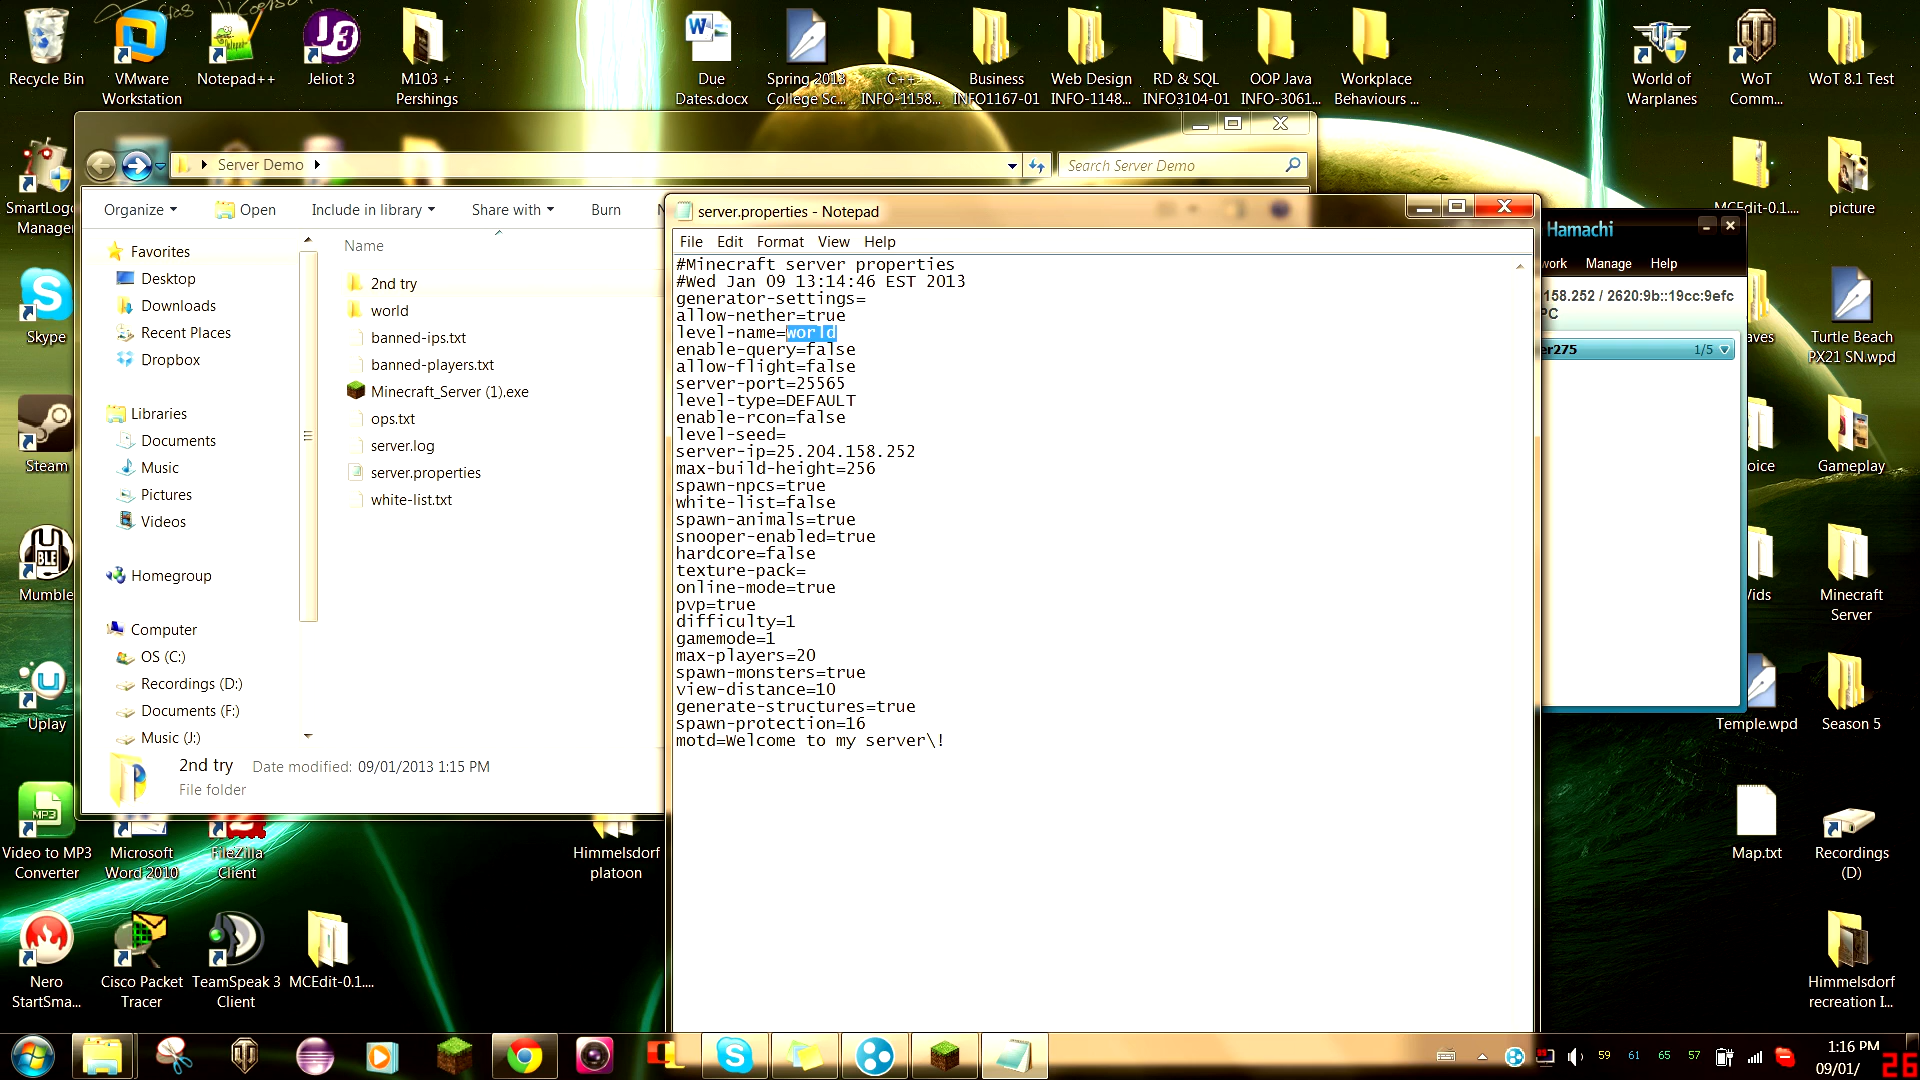 Recycle Bin
VMware
Workstation
Notepad++
Jeliot 3
M103 +
Pershings
Due
Dates.docx
Spring 2013
College Sc...
C++
INFO-1158...
Business
INFO1167-01
Web Design
INFO-1148...
RD & SQL
INFO3104-01
OOP Java
INFO-3061...
Workplace
Behaviours ...
World of
Warplanes
WoT
Comm...
WoT 8.1 Test
Server Demo
Search Server Demo
Organize
Open
Include in library
Share with
Burn
Favorites
Desktop
Downloads
Recent Places
Dropbox
Libraries
Documents
Music
Pictures
Videos
Homegroup
Computer
OS (C:)
Recordings (D:)
Documents (F:)
Music (J:)
Name
2nd try
world
banned-ips.txt
banned-players.txt
Minecraft_Server (1).exe
ops.txt
server.log
server.properties
white-list.txt
2nd try Date modified: 09/01/2013 1:15 PM
File folder
server.properties - Notepad
File Edit Format View Help
#Minecraft server properties
#Wed Jan 09 13:14:46 EST 2013
generator-settings=
allow-nether=true
level-name=world
enable-query=false
allow-flight=false
server-port=25565
level-type=DEFAULT
enable-rcon=false
level-seed=
server-ip=25.204.158.252
max-build-height=256
spawn-npcs=true
white-list=false
spawn-animals=true
snooper-enabled=true
hardcore=false
texture-pack=
online-mode=true
pvp=true
difficulty=1
gamemode=1
max-players=20
spawn-monsters=true
view-distance=10
generate-structures=true
spawn-protection=16
motd=Welcome to my server\!
Hamachi
work Manage Help
158.252 / 2620:9b::19cc:9efc
PC
er275 1/5
MCEdit-0.1....
picture
SmartLogo
Manager
Skype
Steam
Mumble
Uplay
Turtle Beach
PX21 SN.wpd
Gameplay
Minecraft
Server
Temple.wpd
Season 5
Video to MP3
Converter
Microsoft
Word 2010
FileZilla
Client
Himmelsdorf
platoon
Map.txt
Recordings
(D)
Nero
StartSma...
Cisco Packet
Tracer
TeamSpeak 3
Client
MCEdit-0.1....
Himmelsdorf
recreation I...
59 61 65 57
1:16 PM
09/01/
26